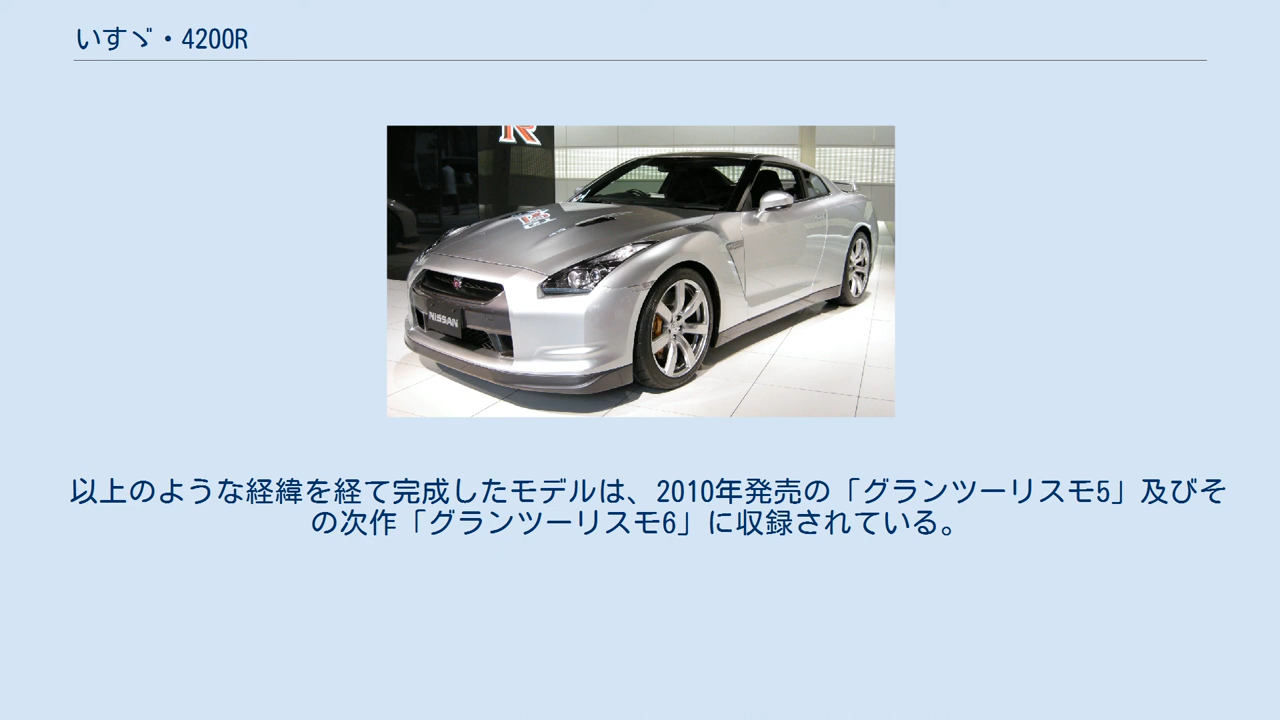 いすゞ・4200R
R
NISSAN
以上のような経緯を経て完成したモデルは、2010年発売の「グランツーリスモ5」及びそ
の次作「グランツーリスモ6」に収録されている。